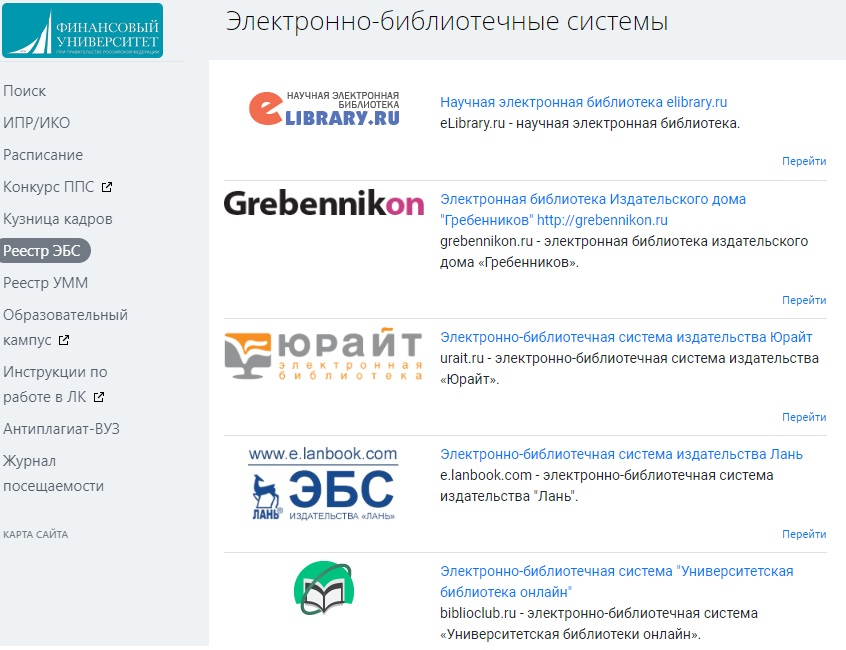 ФИНАНСОВЫЙ
УНИВЕРСИТЕТ
ПРИ ПРАВИТЕЛЬСТВЕ РОССИЙСКОЙ ФЕДЕРАЦИИ
Поиск
ИПР/ИКО
Расписание
Конкурс ППС
Кузница кадров
Реестр ЭБС
Реестр УММ
Образовательный
кампус
Инструкции по
работе в ЛК
Антиплагиат-ВУЗ
Журнал
посещаемости
КАРТА САЙТА
Электронно-библиотечные системы
НАУЧНАЯ ЭЛЕКТРОННАЯ
БИБЛИОТЕКА
eLIBRARY.RU
Научная электронная библиотека elibrary.ru
eLibrary.ru - научная электронная библиотека.
Перейти
Grebennikon
Электронная библиотека Издательского дома
"Гребенников" http://grebennikon.ru
grebennikon.ru - электронная библиотека издательского
дома «Гребенников».
Перейти
юрайт
электронная
библиотека
Электронно-библиотечная система издательства Юрайт
urait.ru - электронно-библиотечная система издательства
«Юрайт».
Перейти
www.e.lanbook.com
ЭБС
ЛАНЬ®
ИЗДАТЕЛЬСТВА «ЛАНЬ»
Электронно-библиотечная система издательства Лань
e.lanbook.com - электронно-библиотечная система
издательства "Лань".
Перейти
Электронно-библиотечная система "Университетская
библиотека онлайн"
biblioclub.ru - электронно-библиотечная система
«Университетская библиотеки онлайн».